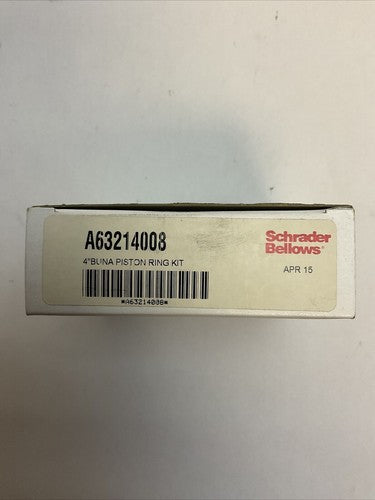 A63214008
4"BUNA PISTON RING KIT
*A63214008*
Schrader
Bellows®
APR 15